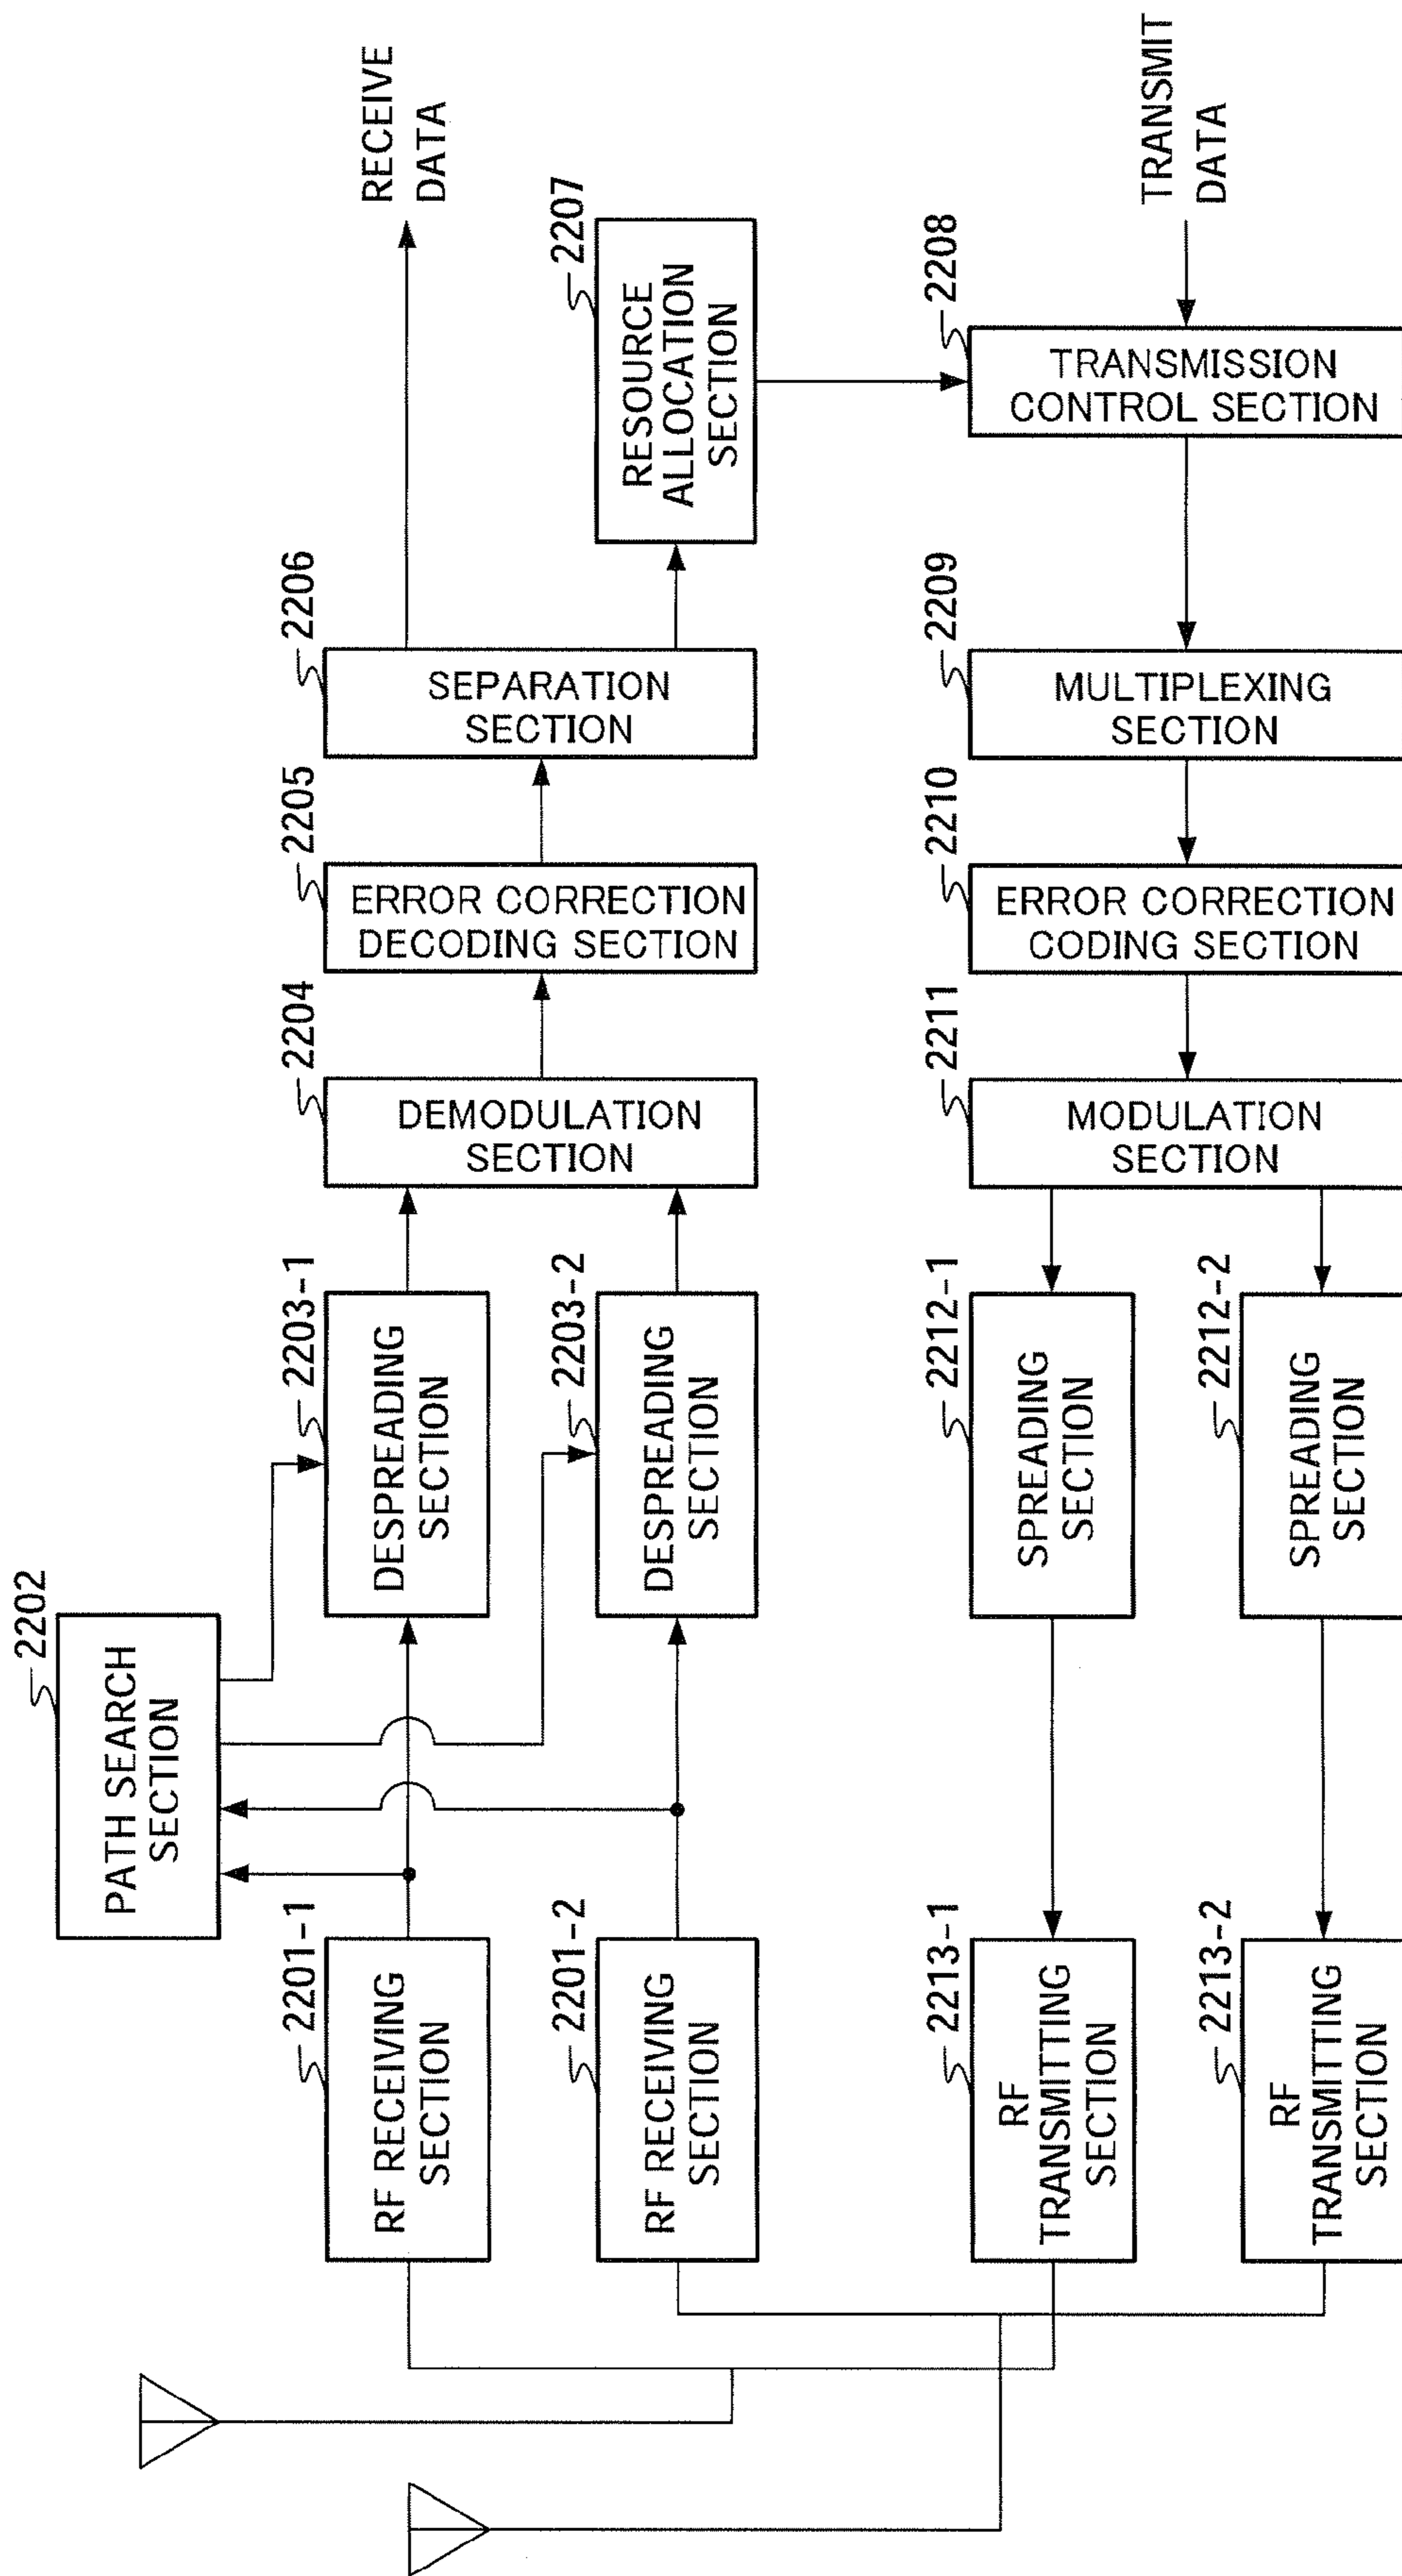 2202
PATH SEARCH
SECTION
2201-1
RF RECEIVING
SECTION
2203-1
DESPREADING
SECTION
2204
DEMODULATION
SECTION
2205
ERROR CORRECTION
DECODING SECTION
2206
SEPARATION
SECTION
RECEIVE
DATA
2201-2
RF RECEIVING
SECTION
2203-2
DESPREADING
SECTION
2207
RESOURCE
ALLOCATION
SECTION
2213-1
RF
TRANSMITTING
SECTION
2212-1
SPREADING
SECTION
2211
MODULATION
SECTION
2210
ERROR CORRECTION
CODING SECTION
2209
MULTIPLEXING
SECTION
2208
TRANSMISSION
CONTROL SECTION
TRANSMIT
DATA
2213-2
RF
TRANSMITTING
SECTION
2212-2
SPREADING
SECTION